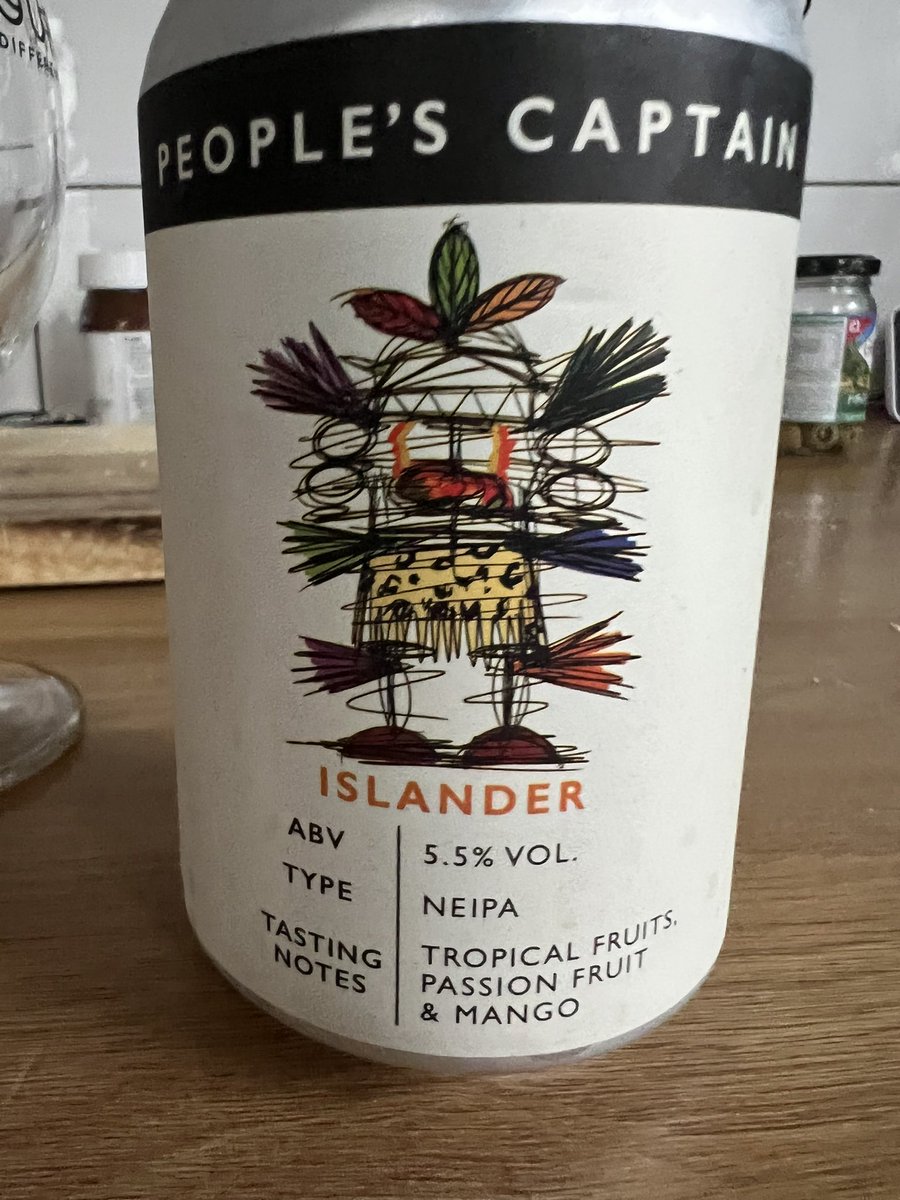 PEOPLE'S CAPTAIN
ISLANDER
ABV 5.5% VOL.
TYPE NEIPA
TASTING NOTES TROPICAL FRUITS, PASSION FRUIT & MANGO